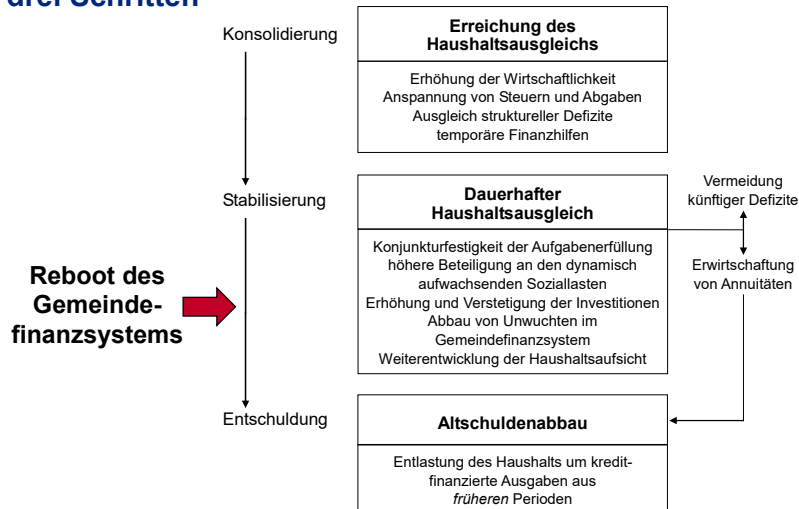 drei Schritten
Konsolidierung
Erreichung des
Haushaltsausgleichs
Erhöhung der Wirtschaftlichkeit
Anspannung von Steuern und Abgaben
Ausgleich struktureller Defizite
temporäre Finanzhilfen
Stabilisierung
Dauerhafter
Haushaltsausgleich
Konjunkturfestigkeit der Aufgabenerfüllung
höhere Beteiligung an den dynamisch
aufwachsenden Soziallasten
Erhöhung und Verstetigung der Investitionen
Abbau von Unwuchten im
Gemeindefinanzsystem
Weiterentwicklung der Haushaltsaufsicht
Vermeidung
künftiger Defizite
Erwirtschaftung
von Annuitäten
Reboot des
Gemeinde-
finanzsystems
Entschuldung
Altschuldenabbau
Entlastung des Haushalts um kredit-
finanzierte Ausgaben aus
früheren Perioden